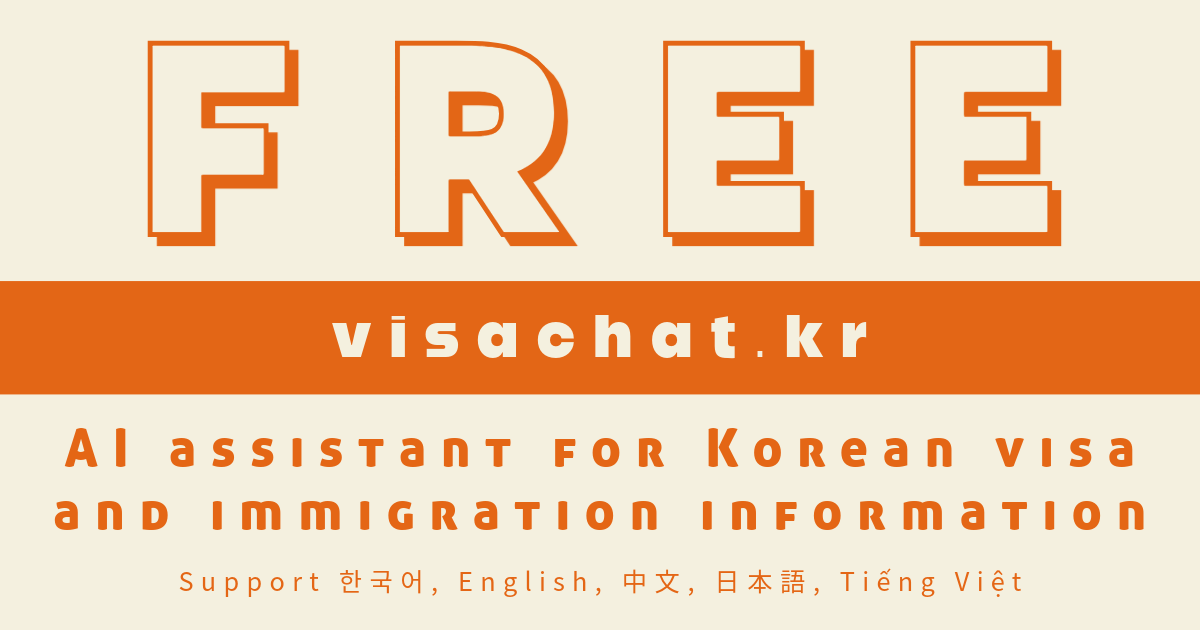 FREE
visachat.kr
AI assistant for Korean visa
and immigration information
Support 한국어, English, 中文, 日本語, Tiếng Việt